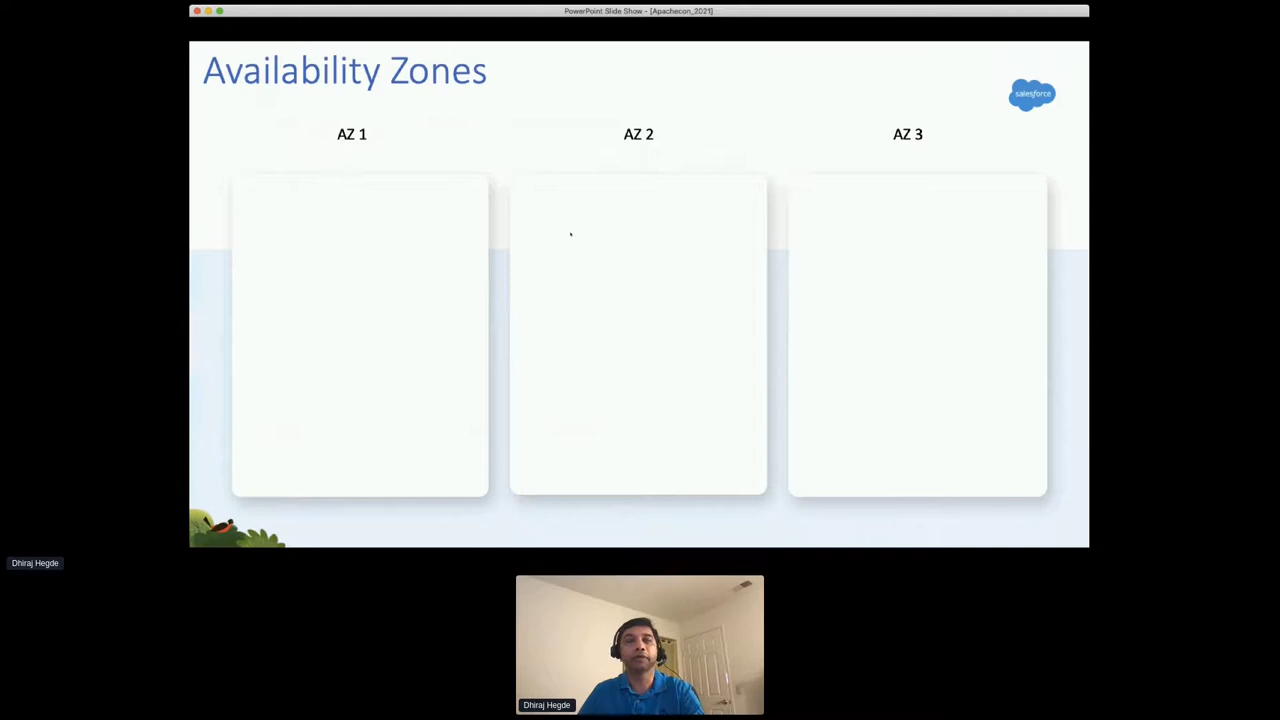 PowerPoint Slide Show - [Apachecon_2021]
Availability Zones
salesforce
AZ 1
AZ 2
AZ 3
Dhiraj Hegde
Dhiraj Hegde